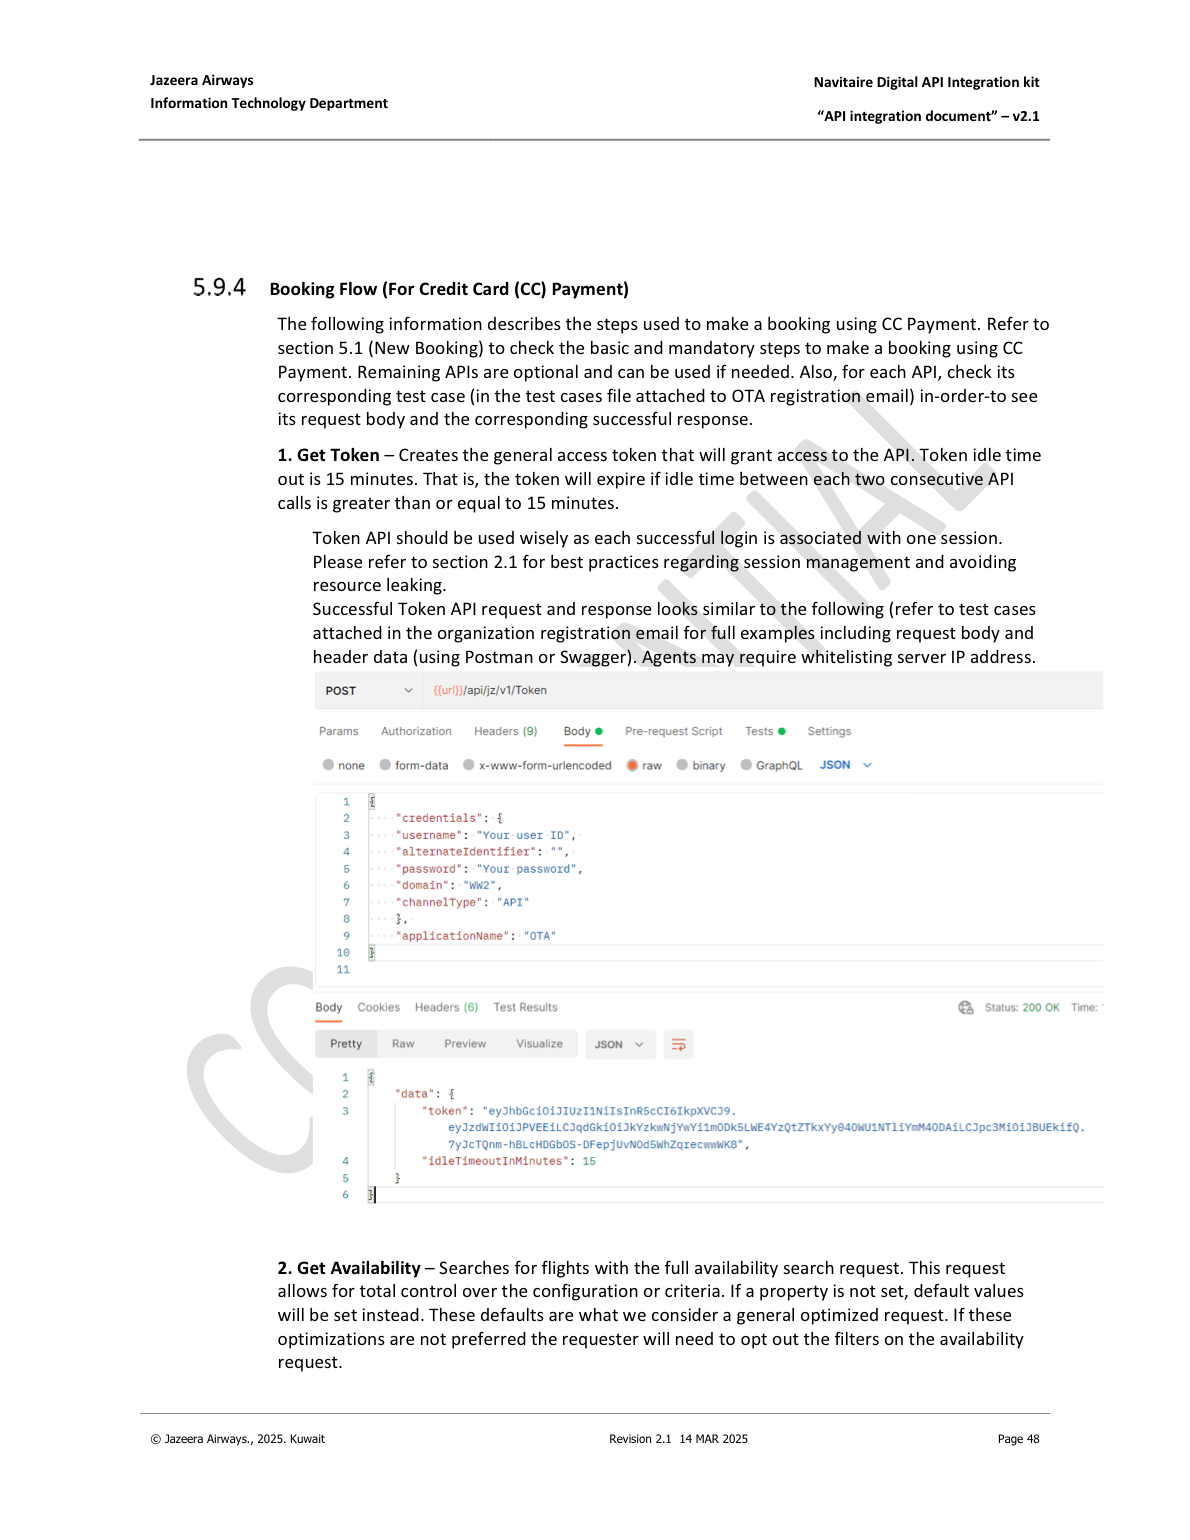 Jazeera Airways
Information Technology Department
Navitaire Digital API Integration kit
“API integration document” – v2.1
5.9.4 Booking Flow (For Credit Card (CC) Payment)
The following information describes the steps used to make a booking using CC Payment. Refer to
section 5.1 (New Booking) to check the basic and mandatory steps to make a booking using CC
Payment. Remaining APIs are optional and can be used if needed. Also, for each API, check its
corresponding test case (in the test cases file attached to OTA registration email) in-order-to see
its request body and the corresponding successful response.
1. Get Token – Creates the general access token that will grant access to the API. Token idle time
out is 15 minutes. That is, the token will expire if idle time between each two consecutive API
calls is greater than or equal to 15 minutes.
Token API should be used wisely as each successful login is associated with one session.
Please refer to section 2.1 for best practices regarding session management and avoiding
resource leaking.
Successful Token API request and response looks similar to the following (refer to test cases
attached in the organization registration email for full examples including request body and
header data (using Postman or Swagger). Agents may require whitelisting server IP address.
POST {{url}}/api/jz/v1/Token
Params Authorization Headers (9) Body Pre-request Script Tests Settings
none form-data x-www-form-urlencoded raw binary GraphQL JSON
1 {
2 "credentials": {
3 "username": "Your user ID",
4 "alternateIdentifier": "",
5 "password": "Your password",
6 "domain": "WW2",
7 "channelType": "API"
8 },
9 "applicationName": "OTA"
10 }
11
Body Cookies Headers (6) Test Results Status: 200 OK Time:
Pretty Raw Preview Visualize JSON
1 {
2 "data": {
3 "token": "eyJhbGciOiJIUzI1NiIsInR5cCI6IkpXVCJ9.
eyJzdWIiOiJPVEEiLCJqdGkiOiJkYzkwNjYwYi1mODk5LWE4YzQtZTkxYy04OWU1NTliYmM4ODAiLCJpc3MiOiJBUEkifQ.
7yJcTQnm-hBLcHDGbOS-DFepjUvNOd5WhZqrecwwWK8",
4 "idleTimeoutInMinutes": 15
5 }
6 }
2. Get Availability – Searches for flights with the full availability search request. This request
allows for total control over the configuration or criteria. If a property is not set, default values
will be set instead. These defaults are what we consider a general optimized request. If these
optimizations are not preferred the requester will need to opt out the filters on the availability
request.
© Jazeera Airways., 2025. Kuwait Revision 2.1 14 MAR 2025 Page 48